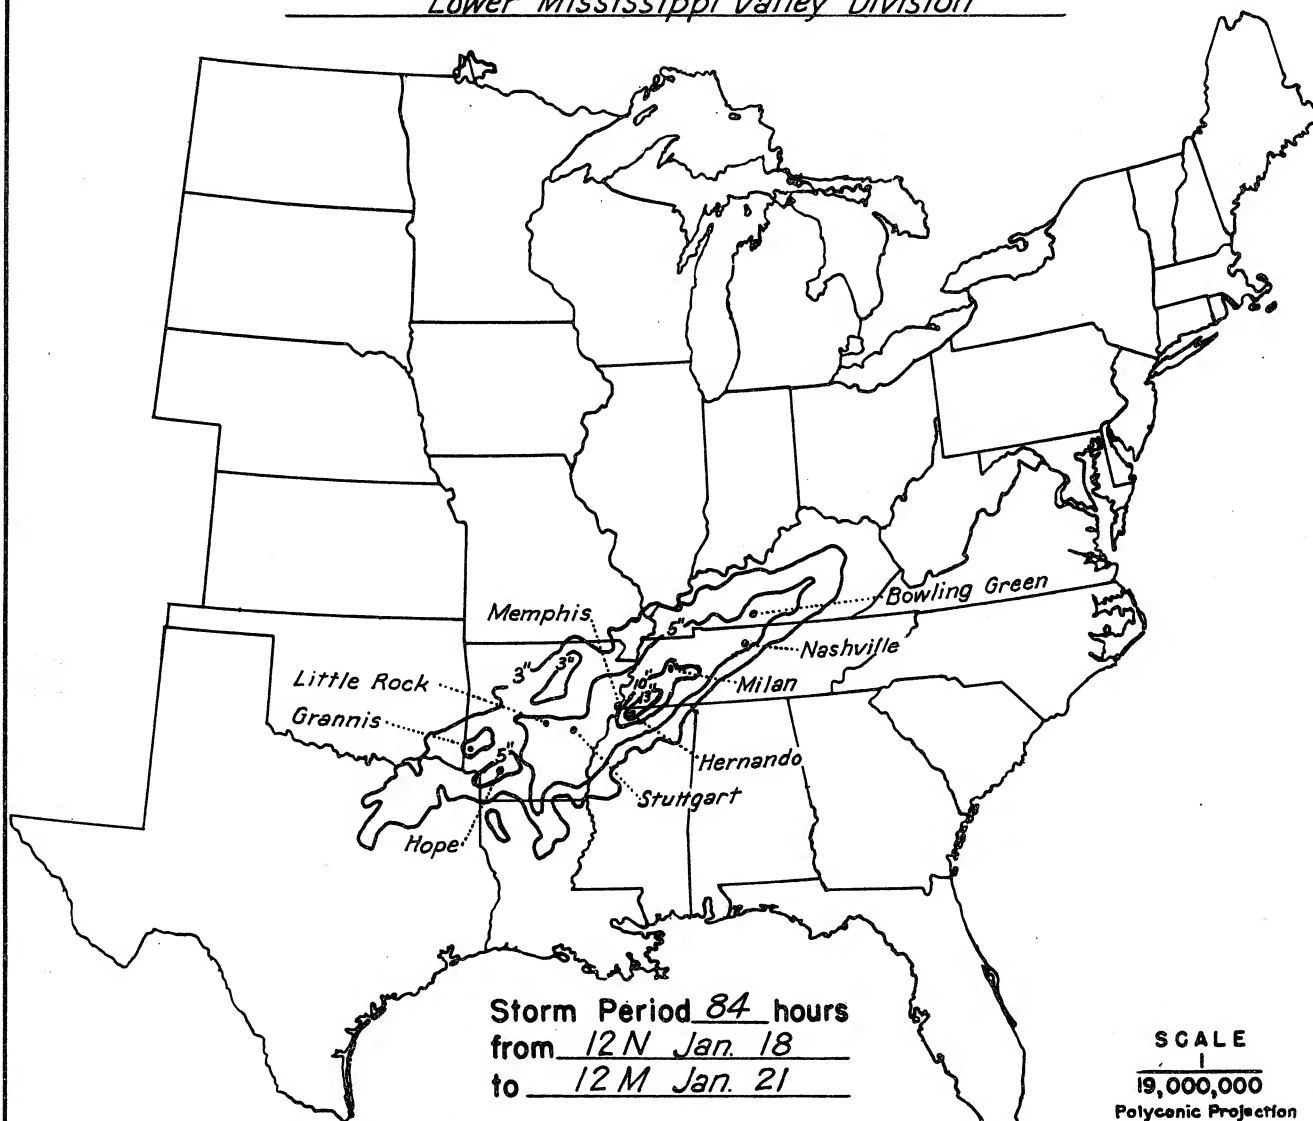 Lower Mississippi Valley Division
Memphis
Bowling Green
5"
Nashville
3"
3"
Little Rock
10"
13"
Milan
Grannis
5"
Hernando
Stuttgart
Hope
Storm Period 84 hours
from 12N Jan. 18
to 12M Jan. 21
SCALE
1
19,000,000
Polyconic Projection